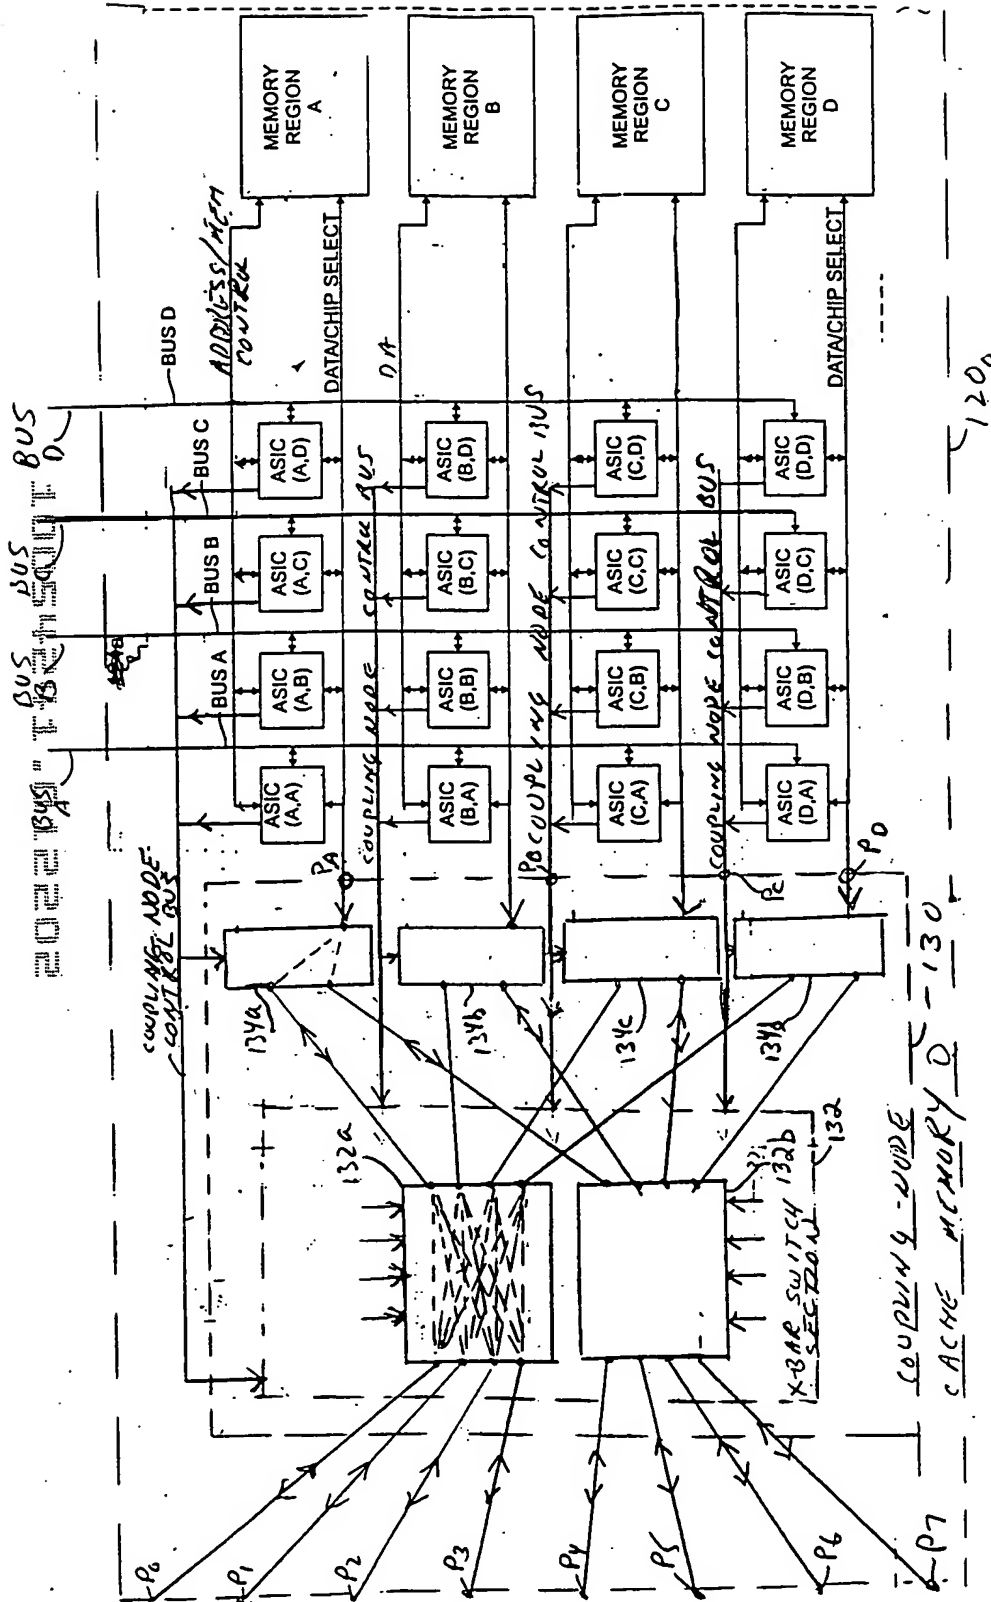 MEMORY REGION A
MEMORY REGION B
MEMORY REGION C
MEMORY REGION D
ADDRESS/MEM CONTROL
DATA/CHIP SELECT
DA
DATA/CHIP SELECT
BUS D
BUS C
BUS B
BUS A
BUS D
BUS
BUS B
BUS A
ASIC (A,D)
ASIC (B,D)
ASIC (C,D)
ASIC (D,D)
ASIC (A,C)
ASIC (B,C)
ASIC (C,C)
ASIC (D,C)
ASIC (A,B)
ASIC (B,B)
ASIC (C,B)
ASIC (D,B)
ASIC (A,A)
ASIC (B,A)
ASIC (C,A)
ASIC (D,A)
COUPLING NODE CONTROL BUS
COUPLING NODE CONTROL BUS
COUPLING NODE CONTROL BUS
COUPLING NODE CONTROL BUS
PA
PB
PC
PD
134a
134b
134c
132a
132b
132
X-BAR SWITCH SECTION
COUPLING-NODE - 130
CACHE MEMORY D
P0
P1
P2
P3
P4
P5
P6
P7